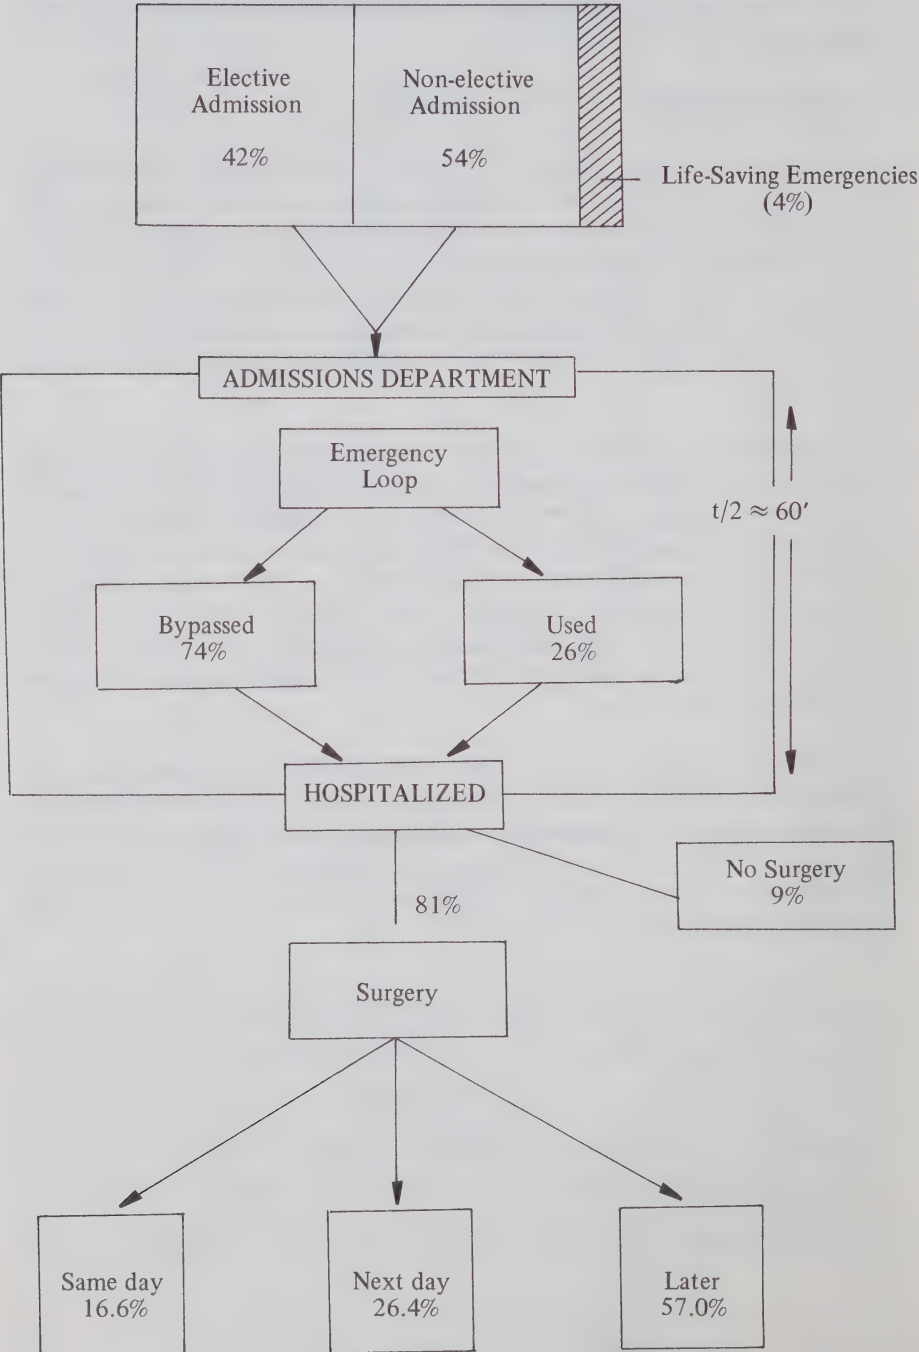 Elective
Admission
42%
Non-elective
Admission
54%
Life-Saving Emergencies
(4%)
ADMISSIONS DEPARTMENT
Emergency
Loop
t/2 ≈ 60′
Bypassed
74%
Used
26%
HOSPITALIZED
No Surgery
9%
81%
Surgery
Same day
16.6%
Next day
26.4%
Later
57.0%